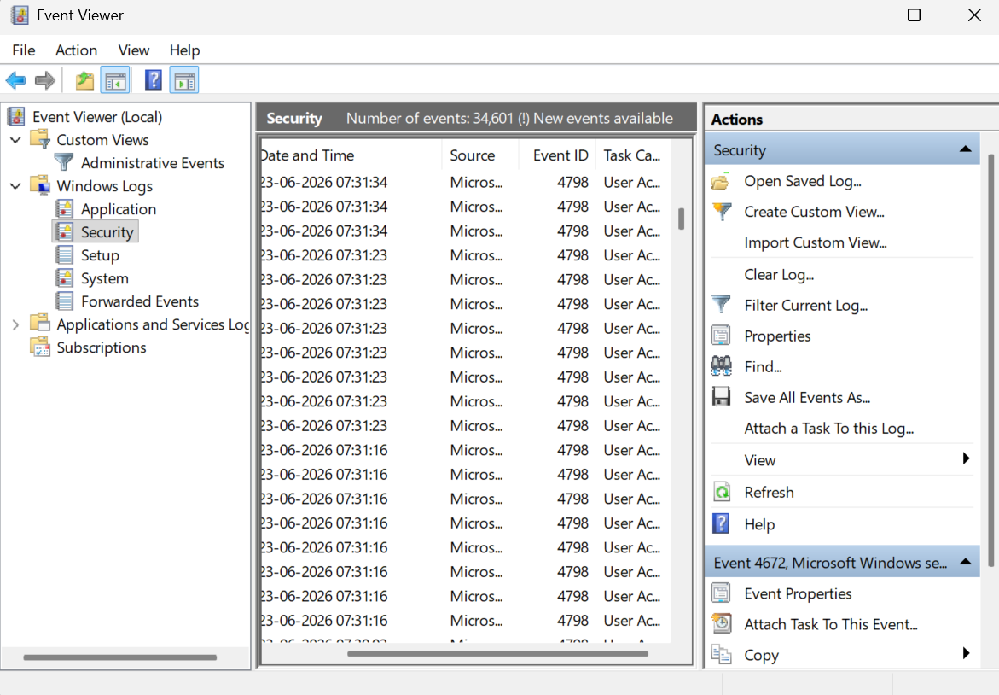 Event Viewer
File Action View Help
Event Viewer (Local)
Custom Views
Administrative Events
Windows Logs
Application
Security
Setup
System
Forwarded Events
Applications and Services Log
Subscriptions
Security Number of events: 34,601 (!) New events available
Date and Time Source Event ID Task Ca...
23-06-2026 07:31:34 Micros... 4798 User Ac...
23-06-2026 07:31:34 Micros... 4798 User Ac...
23-06-2026 07:31:34 Micros... 4798 User Ac...
23-06-2026 07:31:23 Micros... 4798 User Ac...
23-06-2026 07:31:23 Micros... 4798 User Ac...
23-06-2026 07:31:23 Micros... 4798 User Ac...
23-06-2026 07:31:23 Micros... 4798 User Ac...
23-06-2026 07:31:23 Micros... 4798 User Ac...
23-06-2026 07:31:23 Micros... 4798 User Ac...
23-06-2026 07:31:23 Micros... 4798 User Ac...
23-06-2026 07:31:23 Micros... 4798 User Ac...
23-06-2026 07:31:16 Micros... 4798 User Ac...
23-06-2026 07:31:16 Micros... 4798 User Ac...
23-06-2026 07:31:16 Micros... 4798 User Ac...
23-06-2026 07:31:16 Micros... 4798 User Ac...
23-06-2026 07:31:16 Micros... 4798 User Ac...
23-06-2026 07:31:16 Micros... 4798 User Ac...
23-06-2026 07:31:16 Micros... 4798 User Ac...
23-06-2026 07:31:16 Micros... 4798 User Ac...
Actions
Security
Open Saved Log...
Create Custom View...
Import Custom View...
Clear Log...
Filter Current Log...
Properties
Find...
Save All Events As...
Attach a Task To this Log...
View
Refresh
Help
Event 4672, Microsoft Windows se...
Event Properties
Attach Task To This Event...
Copy